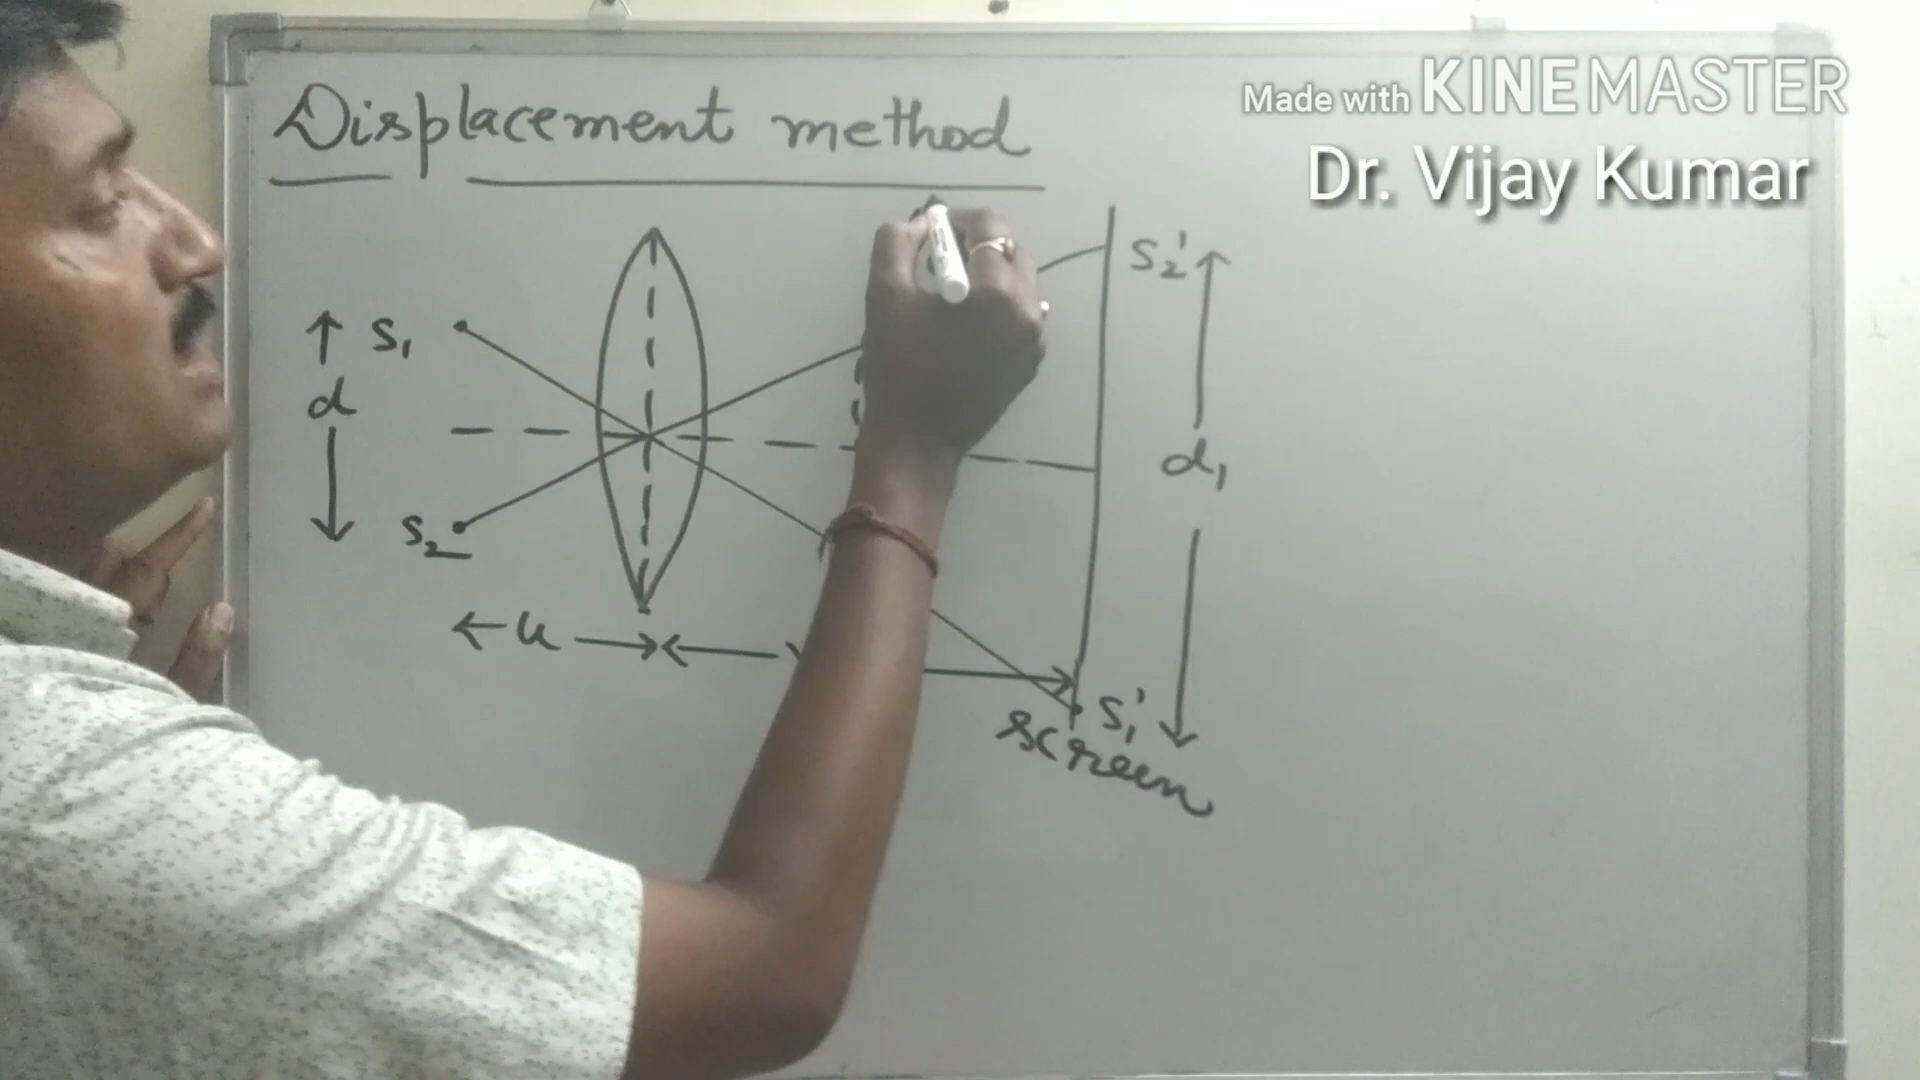 Displacement method
Made with KINEMASTER
Dr. Vijay Kumar
S₂'
S₁
d
d₁
S₂
u
S₁'
screen